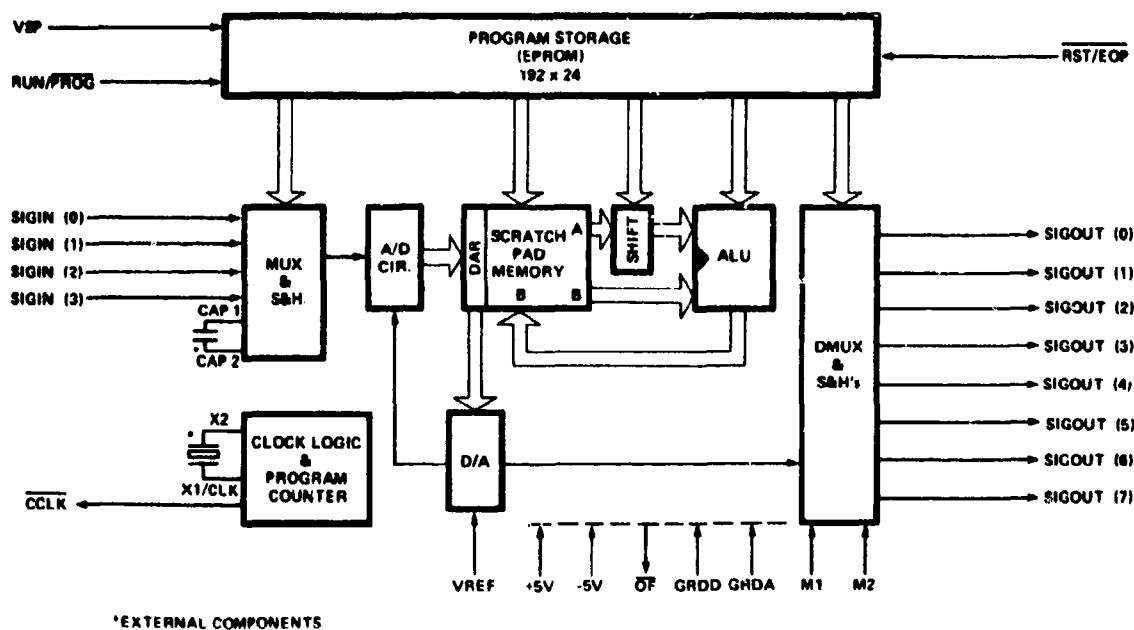 VSP
PROGRAM STORAGE
(EPROM)
192 x 24
RST/EOP
RUN/PROG
SIGIN (0)
SIGIN (1)
SIGIN (2)
SIGIN (3)
MUX
&
S&H
CAP 1
*
CAP 2
A/D
CIR.
DAR
SCRATCH
PAD
MEMORY
A
B
B
SHIFT
ALU
DMUX
&
S&H's
SIGOUT (0)
SIGOUT (1)
SIGOUT (2)
SIGOUT (3)
SIGOUT (4)
SIGOUT (5)
SIGOUT (6)
SIGOUT (7)
X2
*
X1/CLK
CLOCK LOGIC
&
PROGRAM
COUNTER
CCLK
D/A
VREF
+5V
-5V
OF
GRDD
GRDA
M1
M2
*EXTERNAL COMPONENTS